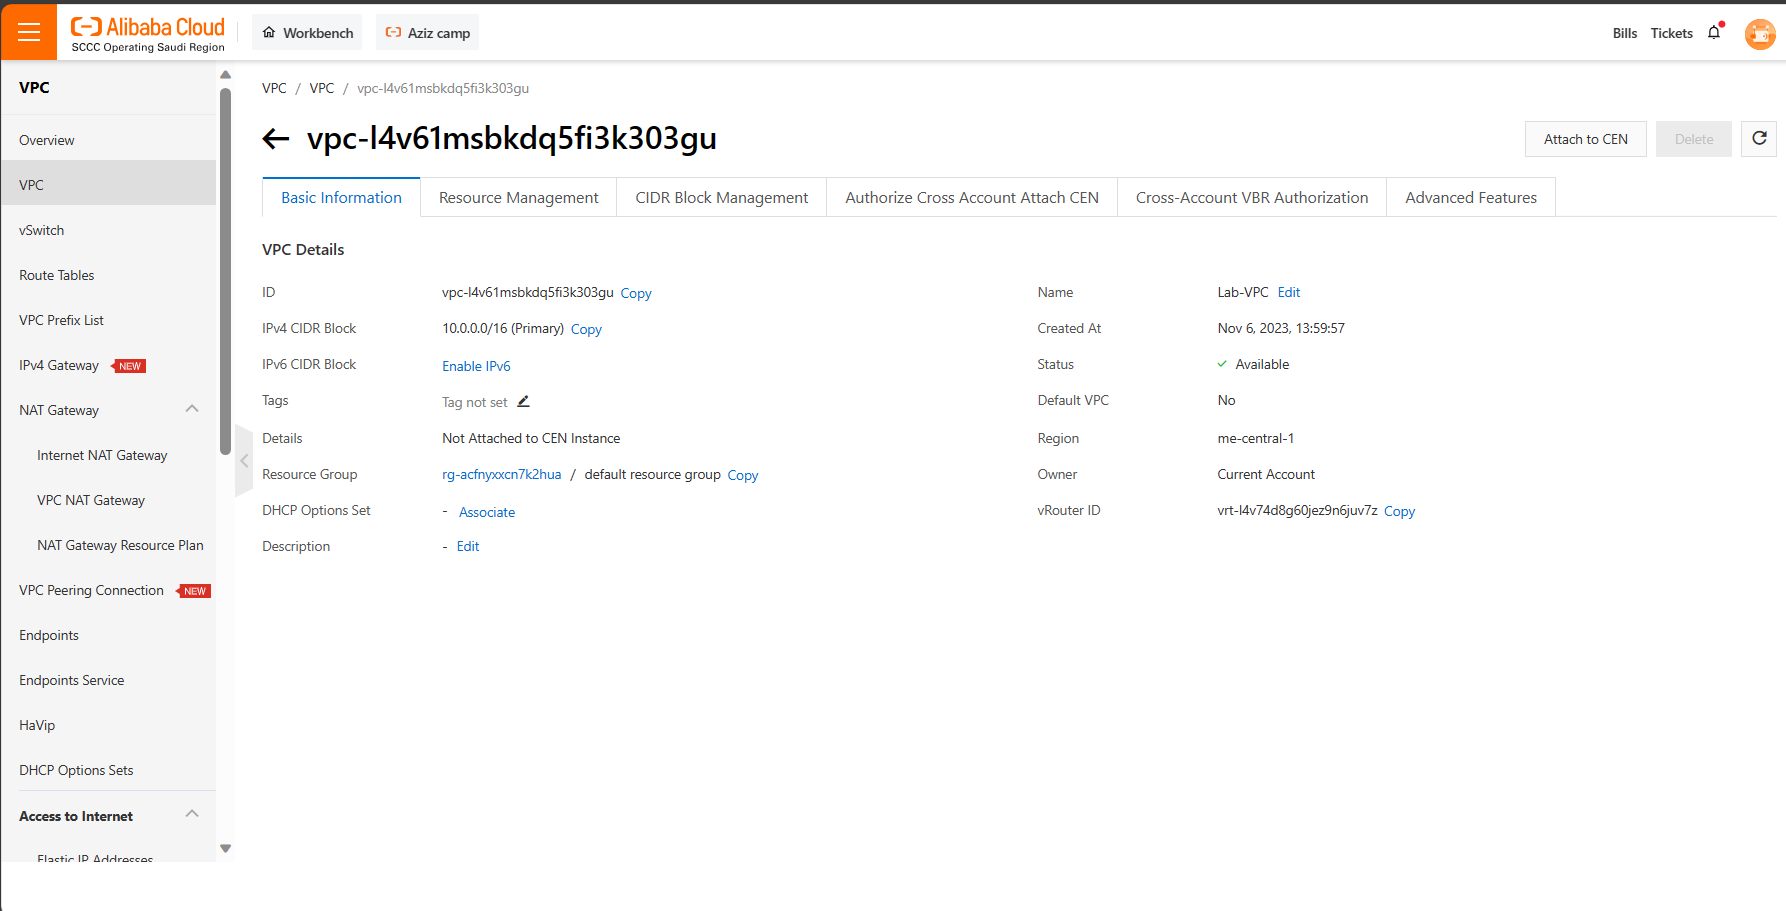 Alibaba Cloud
SCCC Operating Saudi Region
Workbench
Aziz camp
Bills
Tickets
VPC
Overview
VPC
vSwitch
Route Tables
VPC Prefix List
IPv4 Gateway NEW
NAT Gateway
Internet NAT Gateway
VPC NAT Gateway
NAT Gateway Resource Plan
VPC Peering Connection NEW
Endpoints
Endpoints Service
HaVip
DHCP Options Sets
Access to Internet
Elastic IP Addresses
VPC / VPC / vpc-l4v61msbkdq5fi3k303gu
vpc-l4v61msbkdq5fi3k303gu
Attach to CEN
Delete
Basic Information
Resource Management
CIDR Block Management
Authorize Cross Account Attach CEN
Cross-Account VBR Authorization
Advanced Features
VPC Details
ID vpc-l4v61msbkdq5fi3k303gu Copy
Name Lab-VPC Edit
IPv4 CIDR Block 10.0.0.0/16 (Primary) Copy
Created At Nov 6, 2023, 13:59:57
IPv6 CIDR Block Enable IPv6
Status Available
Tags Tag not set
Default VPC No
Details Not Attached to CEN Instance
Region me-central-1
Resource Group rg-acfnyxxcn7k2hua / default resource group Copy
Owner Current Account
DHCP Options Set - Associate
vRouter ID vrt-l4v74d8g60jez9n6juv7z Copy
Description - Edit